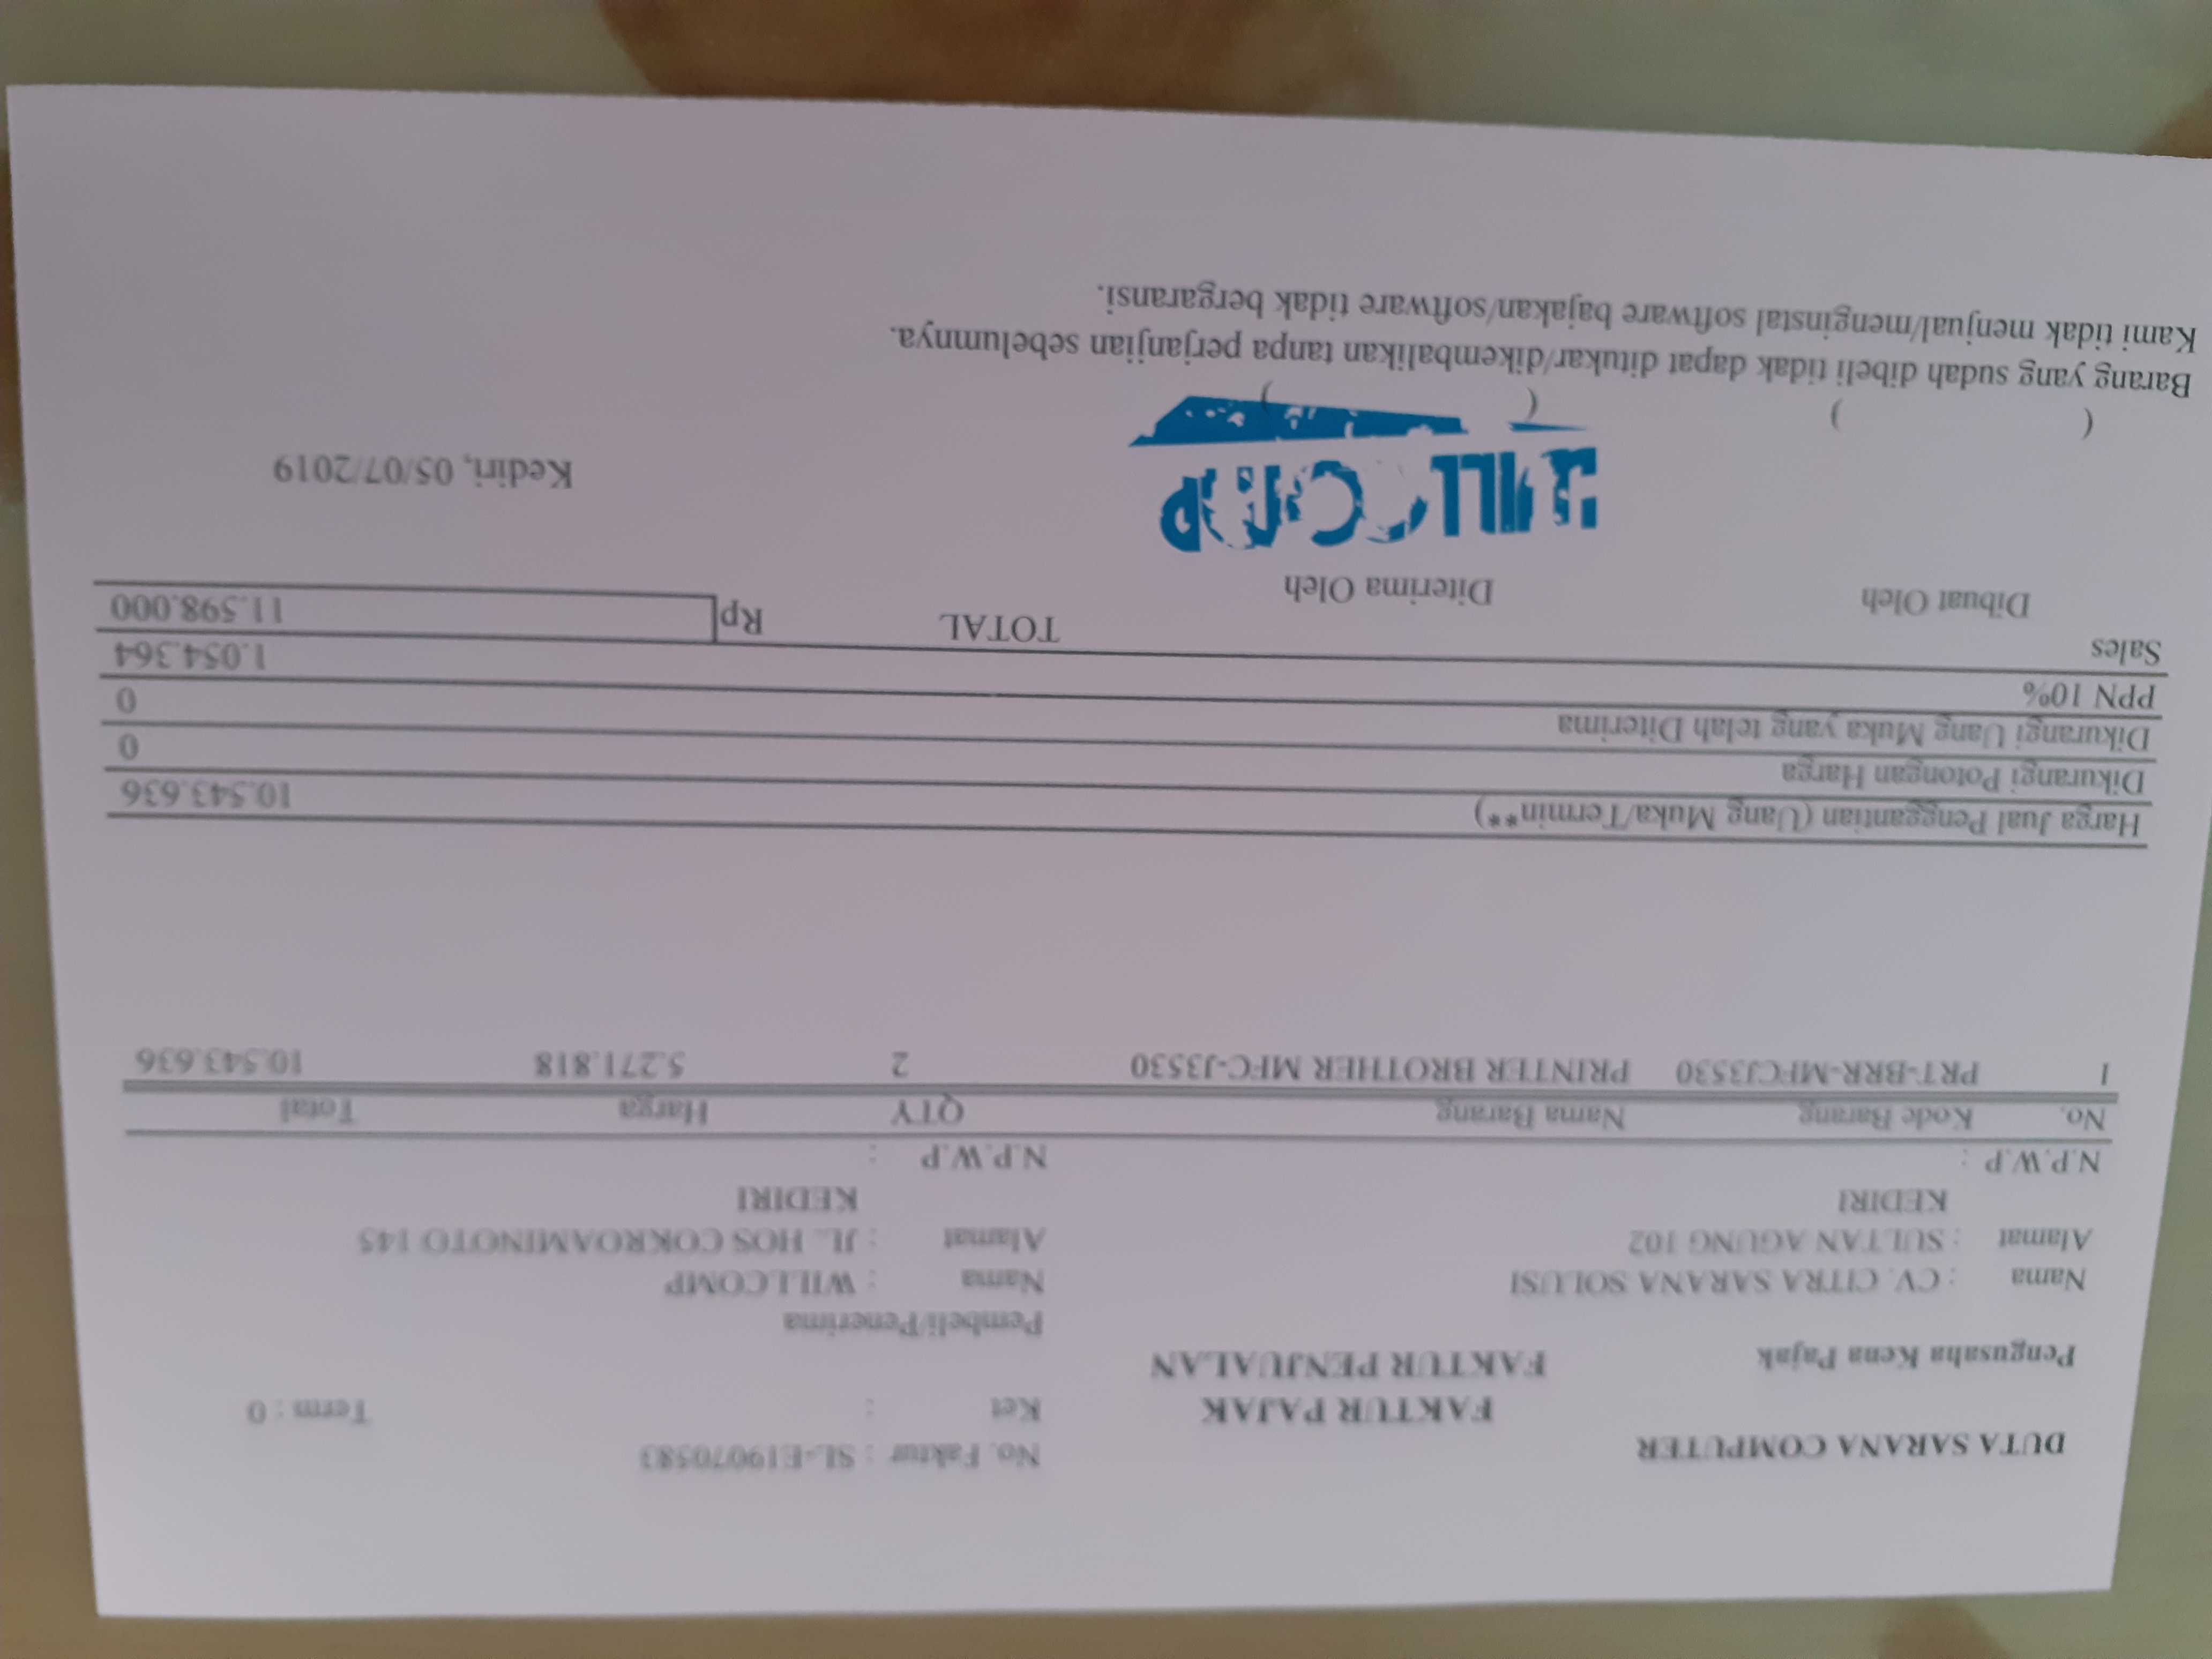 DUTA SARANA COMPUTER
FAKTUR PAJAK
FAKTUR PENJUALAN
No. Faktur : SL-E19070583
Ket :
Term : 0
Pengusaha Kena Pajak
Nama : CV. CITRA SARANA SOLUSI
Alamat : SULTAN AGUNG 102
KEDIRI
N.P.W.P :
Pembeli/Penerima
Nama : WILLCOMP
Alamat : JL. HOS COKROAMINOTO 145
KEDIRI
N.P.W.P :
No. Kode Barang Nama Barang QTY Harga Total
1 PRT-BRR-MFCJ3530 PRINTER BROTHER MFC-J3530 2 5.271.818 10.543.636
Harga Jual Penggantian (Uang Muka/Termin**) 10.543.636
Dikurangi Potongan Harga 0
Dikurangi Uang Muka yang telah Diterima 0
PPN 10% 1.054.364
Sales TOTAL Rp 11.598.000
Dibuat Oleh Diterima Oleh
Kediri, 05/07/2019
( ) ( )
Barang yang sudah dibeli tidak dapat ditukar/dikembalikan tanpa perjanjian sebelumnya.
Kami tidak menjual/menginstal software bajakan/software tidak bergaransi.